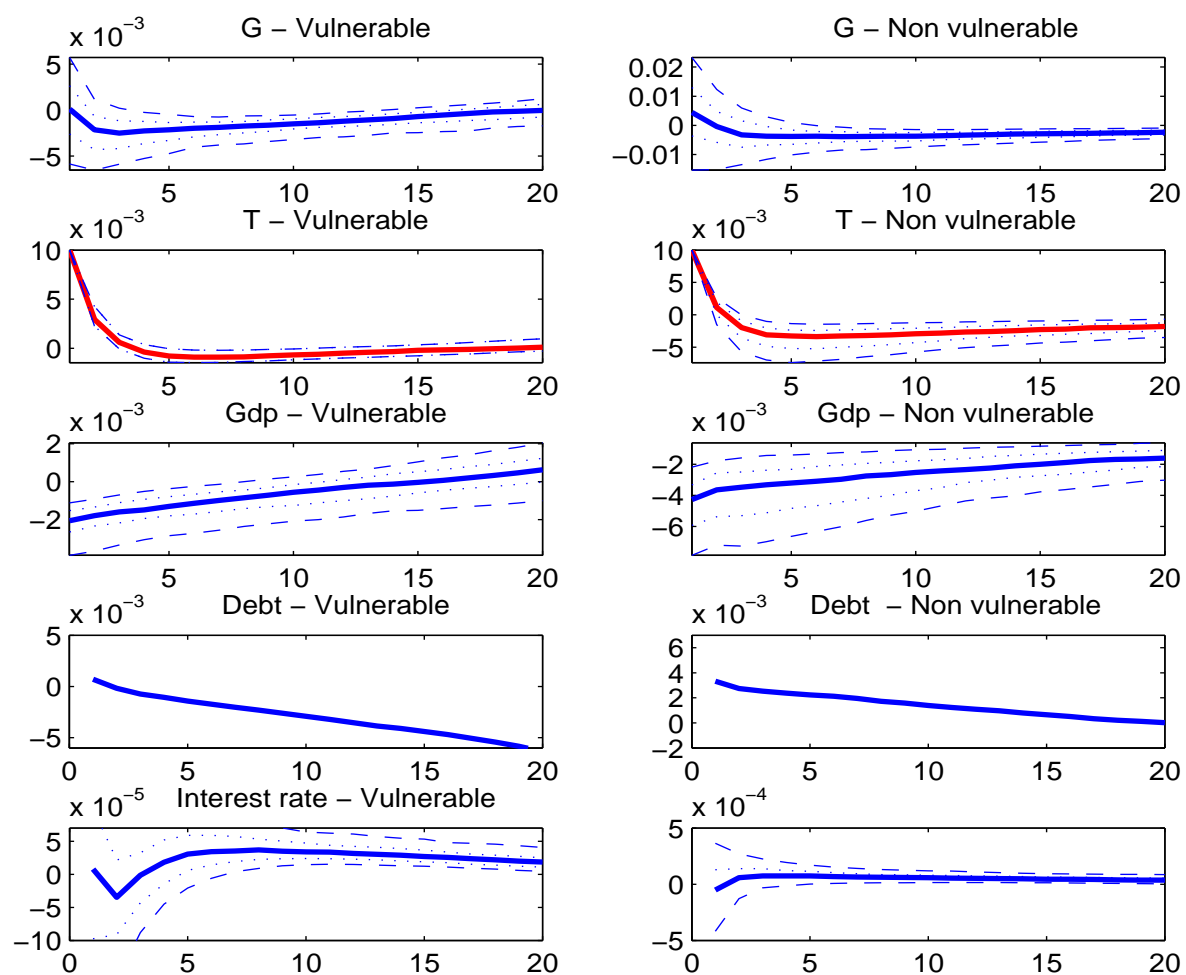 x 10−3 G − Vulnerable
G − Non vulnerable
5
0
−5
5 10 15 20
0.02
0.01
0
−0.01
5 10 15 20
x 10−3 T − Vulnerable
x 10−3 T − Non vulnerable
10
5
0
5 10 15 20
10
5
0
−5
5 10 15 20
x 10−3 Gdp − Vulnerable
x 10−3 Gdp − Non vulnerable
2
0
−2
5 10 15 20
−2
−4
−6
5 10 15 20
x 10−3 Debt − Vulnerable
x 10−3 Debt − Non vulnerable
5
0
−5
0 5 10 15 20
6
4
2
0
−2
0 5 10 15 20
x 10−5 Interest rate − Vulnerable
x 10−4
5
0
−5
−10
0 5 10 15 20
5
0
−5
0 5 10 15 20